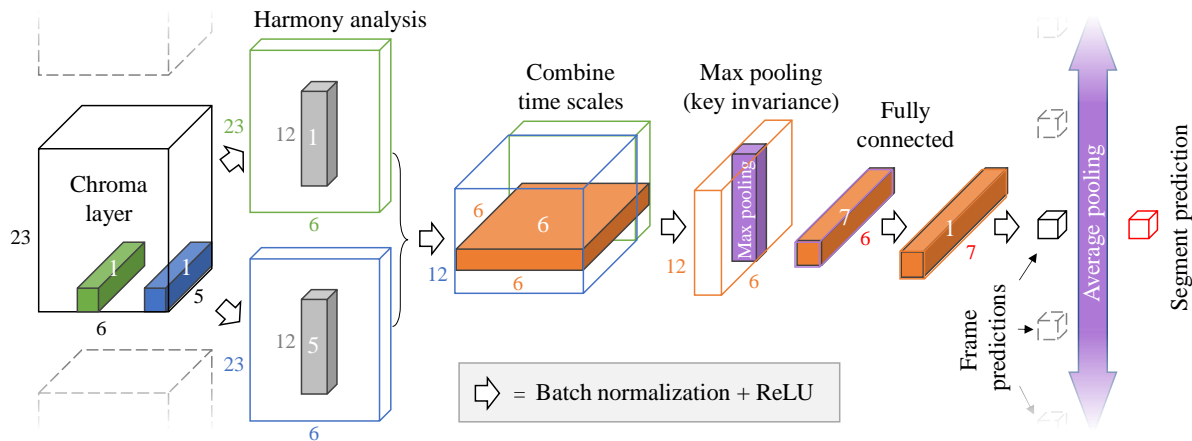 Harmony analysis
Combine
time scales
Max pooling
(key invariance)
Fully
connected
Chroma
layer
23
1
1
5
6
23
12
1
6
23
12
5
6
6
6
12
6
Max pooling
12
6
7
6
1
7
Frame
predictions
Average pooling
Segment prediction
= Batch normalization + ReLU